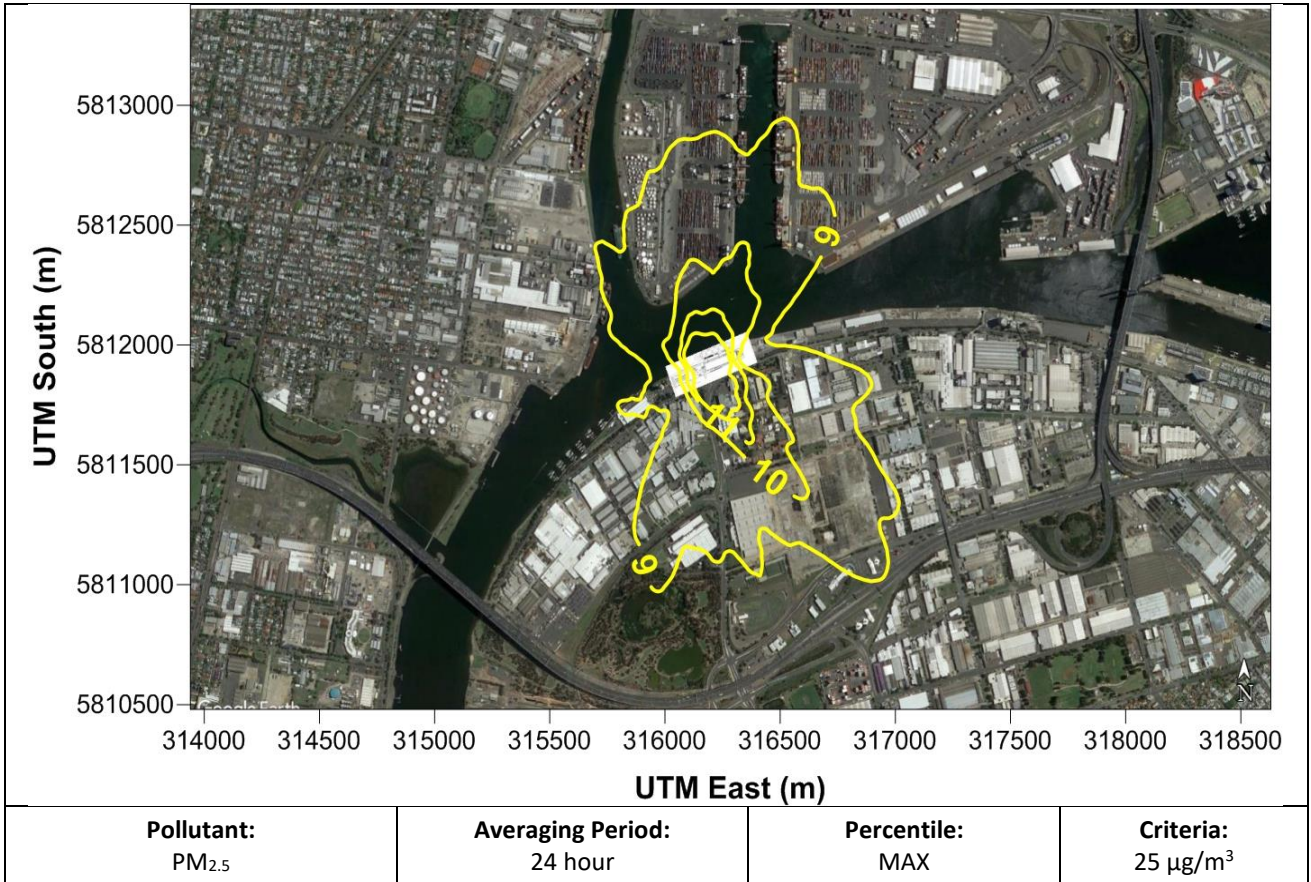 5813000
5812500
5812000
5811500
5811000
5810500
UTM South (m)
9
9
15
10
Google Earth
N
314000 314500 315000 315500 316000 316500 317000 317500 318000 318500
UTM East (m)
Pollutant: Averaging Period: Percentile: Criteria:
PM2.5 24 hour MAX 25 µg/m³